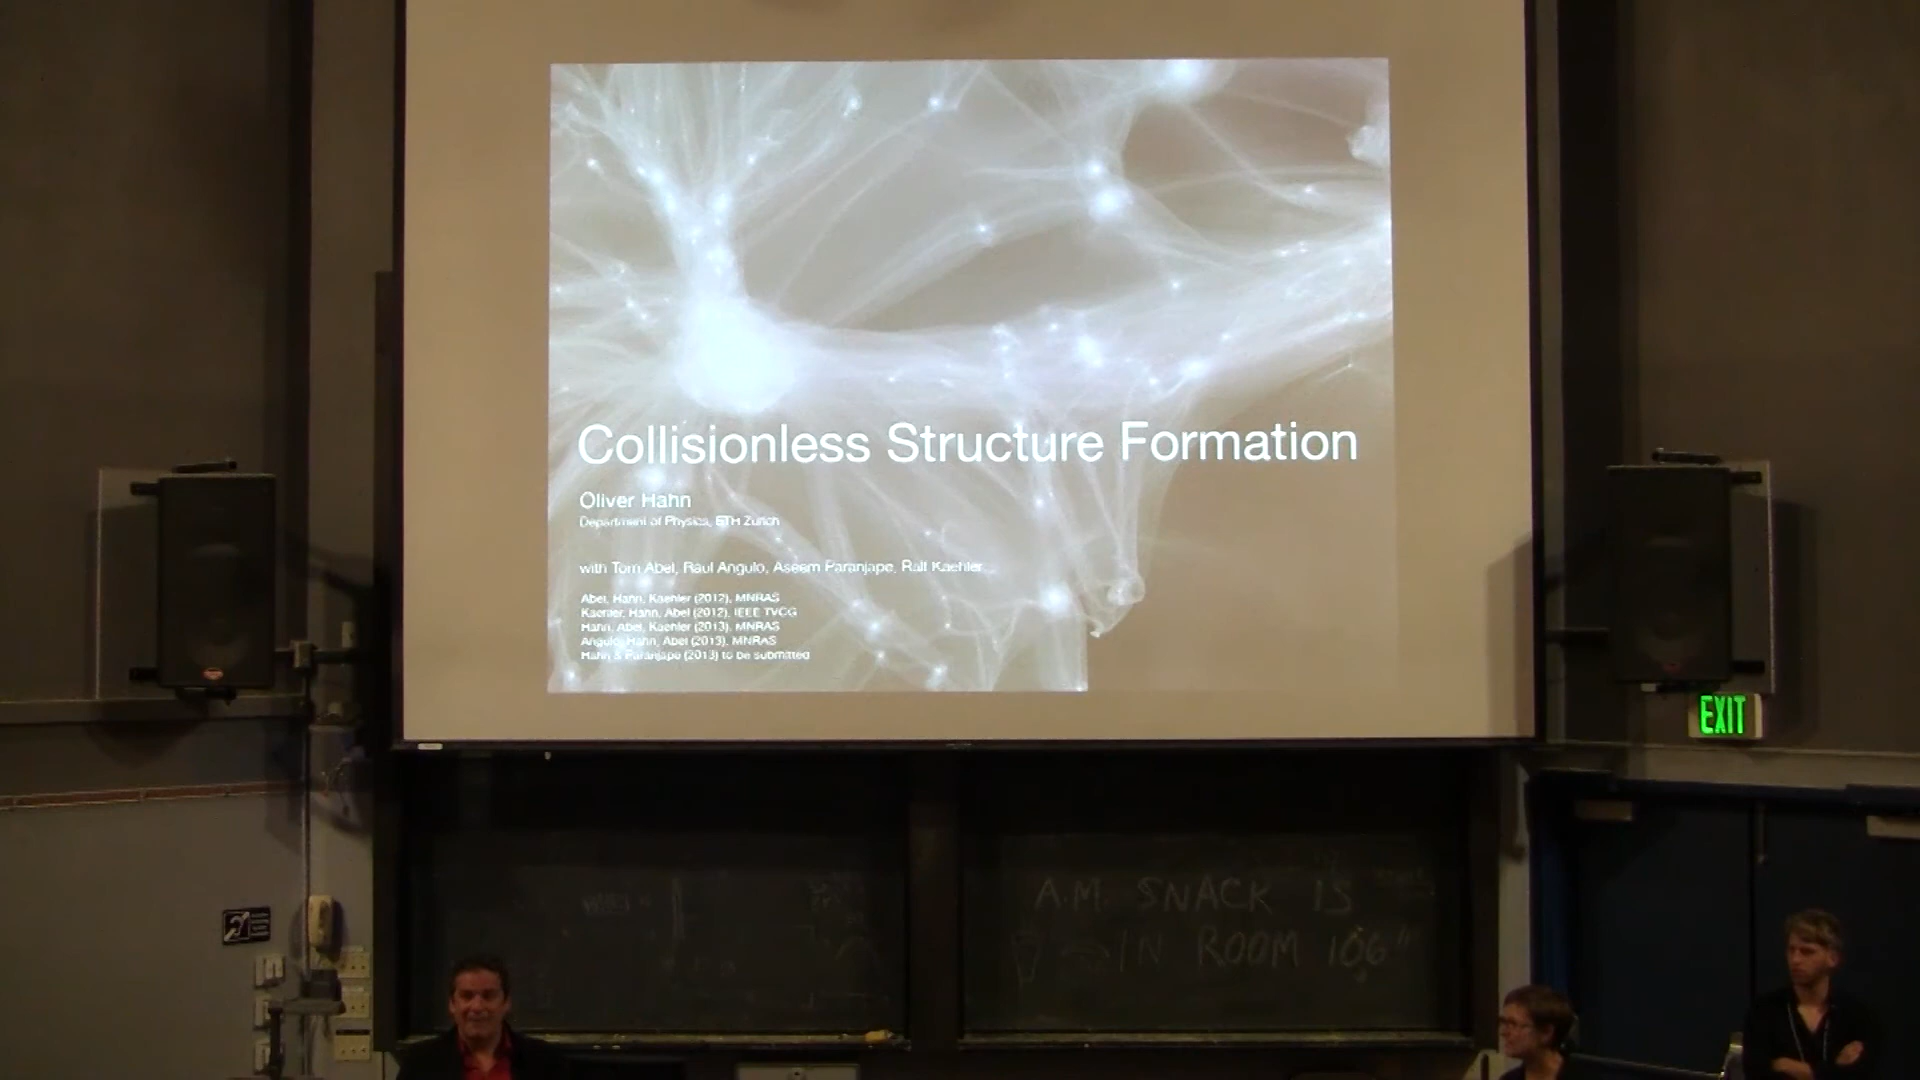 Collisionless Structure Formation
Oliver Hahn
Department of Physics, ETH Zurich
with Tom Abel, Raul Angulo, Aseem Paranjape, Ralf Kaehler
Abel, Hahn, Kaehler (2012), MNRAS
Kaehler, Hahn, Abel (2012), IEEE TVCG
Hahn, Abel, Kaehler (2013), MNRAS
Angulo, Hahn, Abel (2013), MNRAS
Hahn & Paranjape (2013) to be submitted
EXIT
A.M. SNACK IS
IN ROOM 106